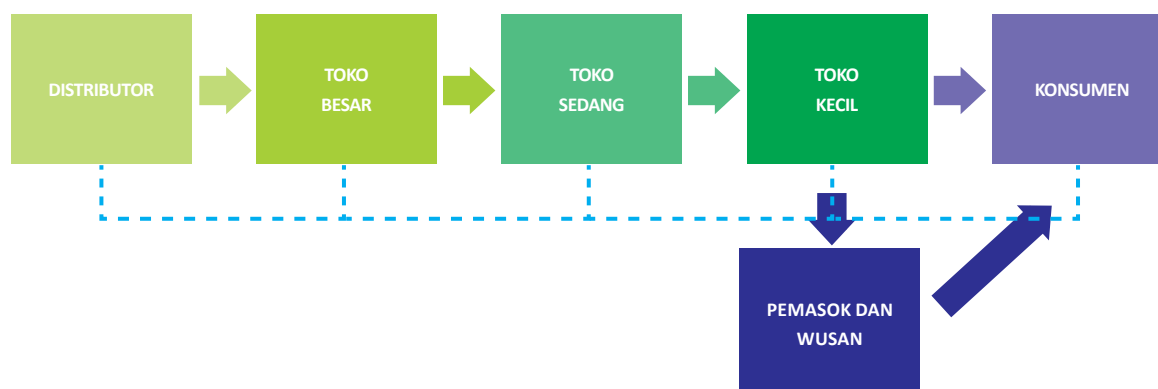 DISTRIBUTOR
TOKO
BESAR
TOKO
SEDANG
TOKO
KECIL
KONSUMEN
PEMASOK DAN
WUSAN